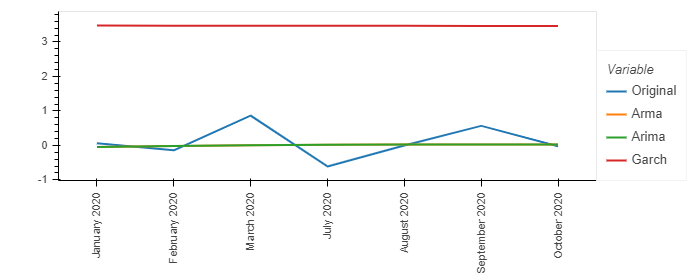 3
2
1
0
-1
January 2020
February 2020
March 2020
July 2020
August 2020
September 2020
October 2020
Variable
Original
Arma
Arima
Garch